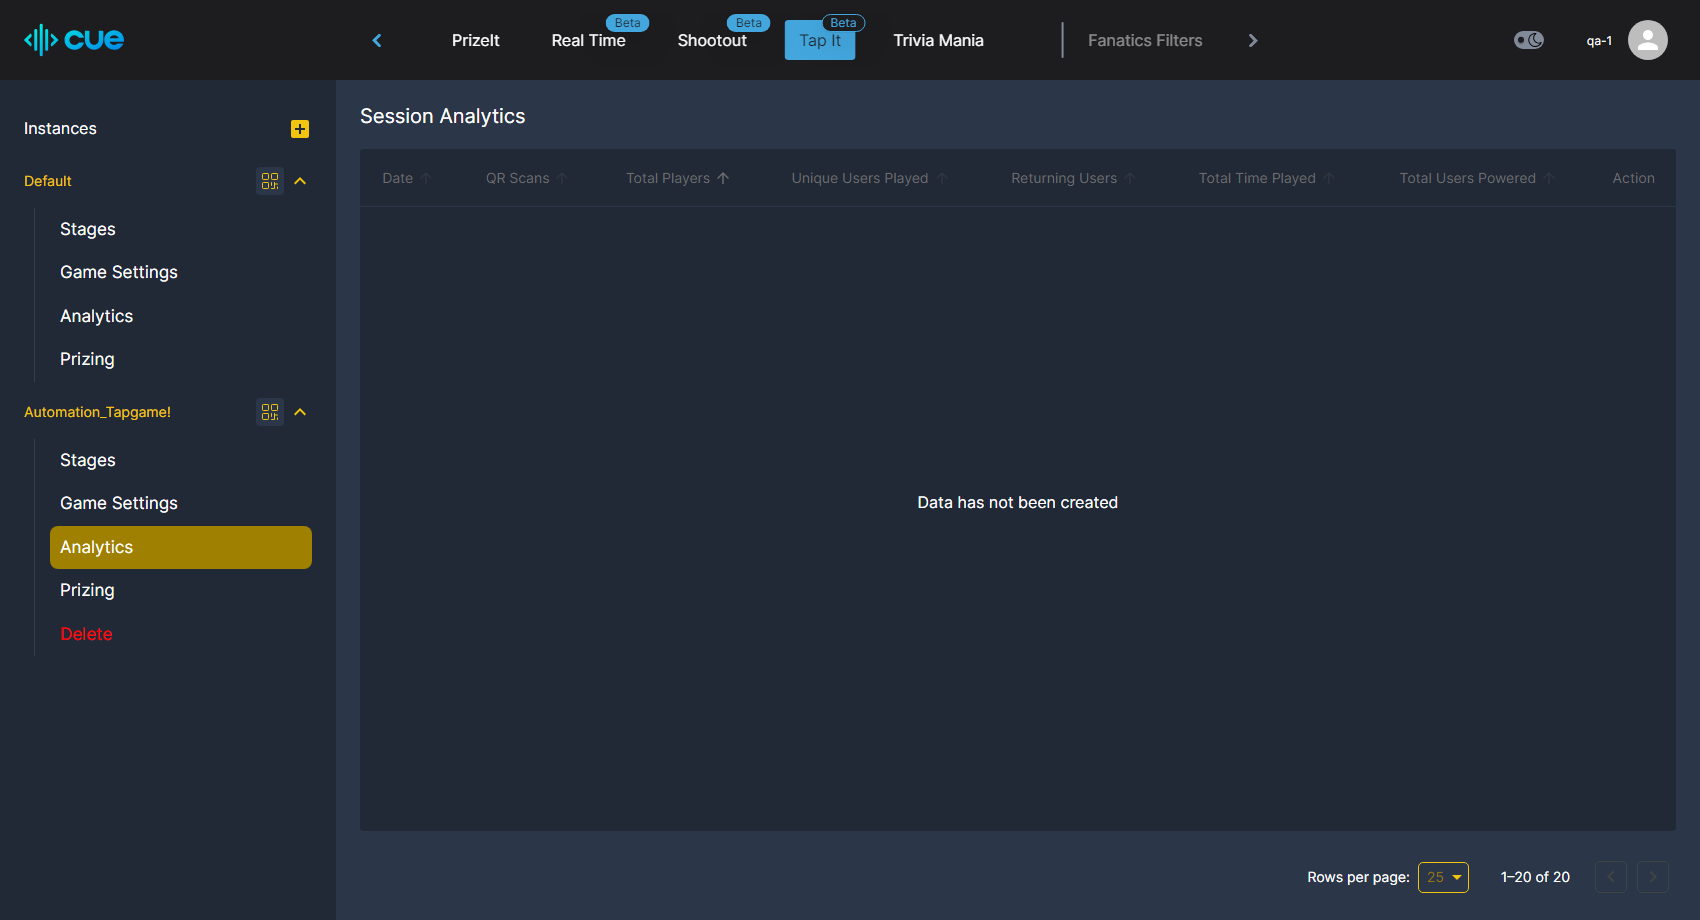 cue
PrizeIt
Real Time
Beta
Shootout
Beta
Tap It
Beta
Trivia Mania
Fanatics Filters
qa-1
Instances
Default
Stages
Game Settings
Analytics
Prizing
Automation_Tapgame!
Stages
Game Settings
Analytics
Prizing
Delete
Session Analytics
Date QR Scans Total Players Unique Users Played Returning Users Total Time Played Total Users Powered Action
Data has not been created
Rows per page: 25 1–20 of 20